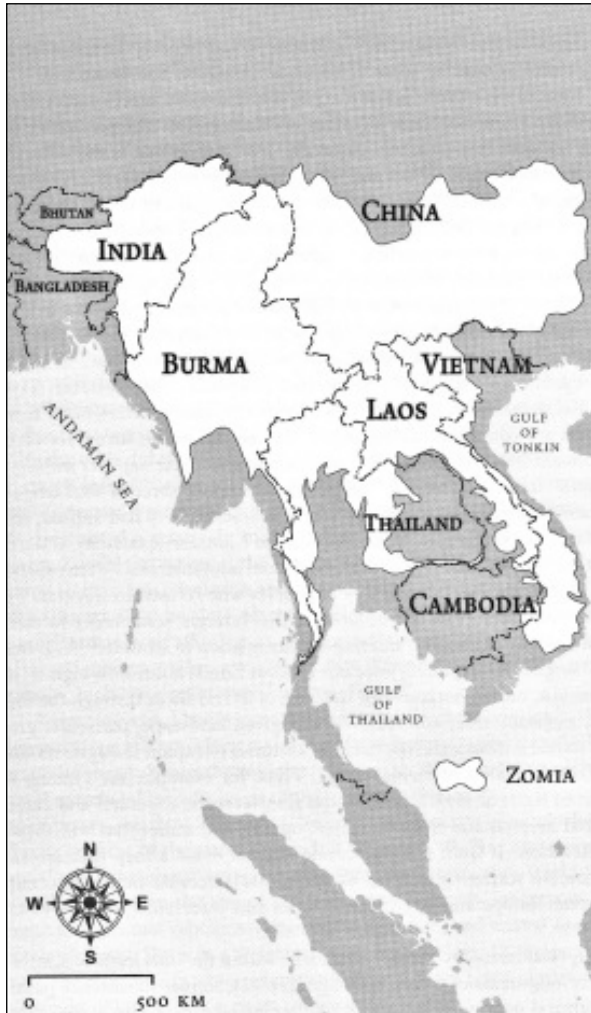 CHINA
BHUTAN
INDIA
BANGLADESH
BURMA
VIETNAM
LAOS
GULF
OF
TONKIN
ANDAMAN SEA
THAILAND
CAMBODIA
GULF
OF
THAILAND
ZOMIA
N
W E
S
0 500 KM